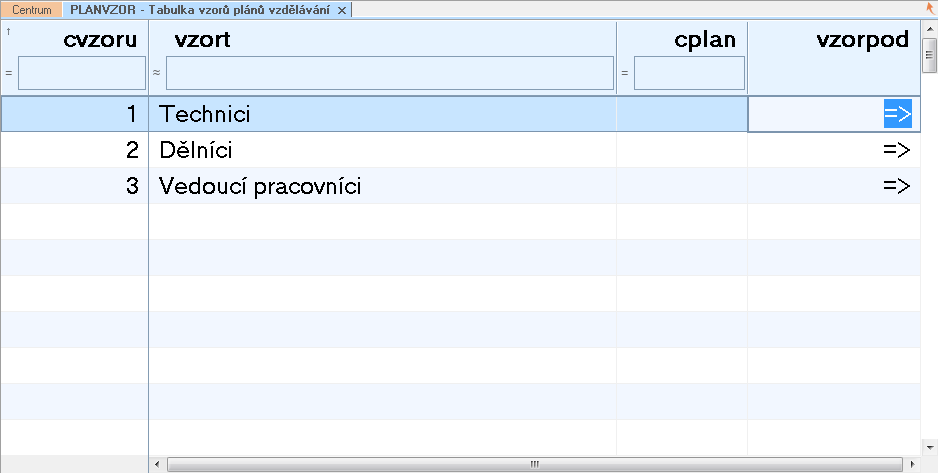 Centrum PLANVZOR - Tabulka vzorů plánů vzdělávání
cvzoru vzort cplan vzorpod
= ≈ =
1 Technici =>
2 Dělníci =>
3 Vedoucí pracovníci =>